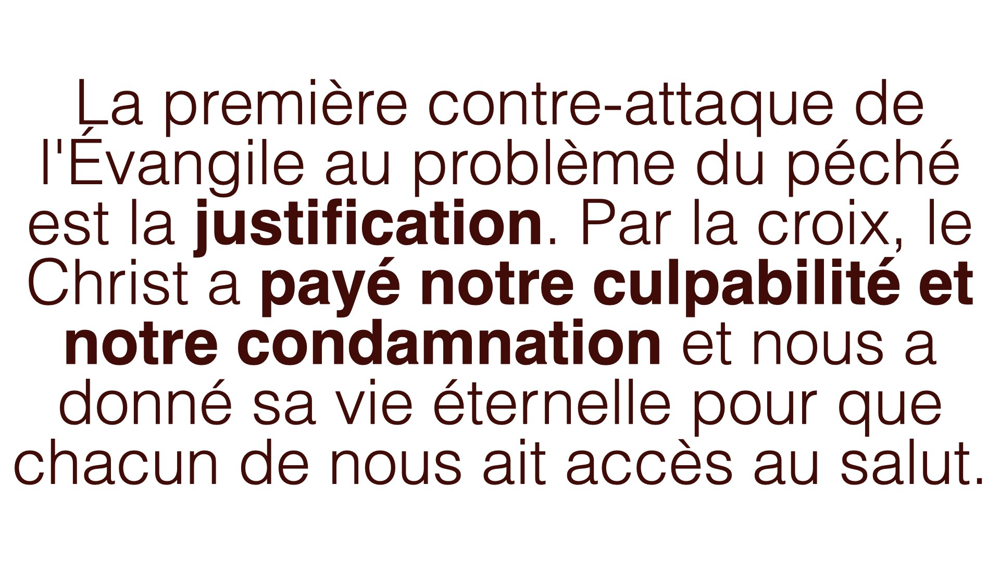 La première contre-attaque de
l'Évangile au problème du péché
est la justification. Par la croix, le
Christ a payé notre culpabilité et
notre condamnation et nous a
donné sa vie éternelle pour que
chacun de nous ait accès au salut.